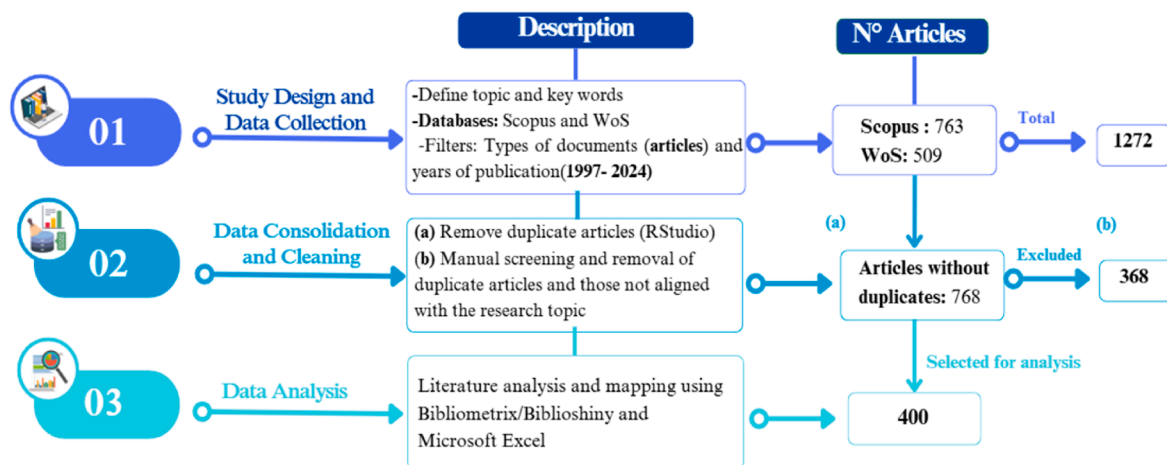 Description
N° Articles
01
Study Design and
Data Collection
-Define topic and key words
-Databases: Scopus and WoS
-Filters: Types of documents (articles) and
years of publication(1997- 2024)
Scopus : 763
WoS: 509
Total
1272
02
Data Consolidation
and Cleaning
(a) Remove duplicate articles (RStudio)
(b) Manual screening and removal of
duplicate articles and those not aligned
with the research topic
(a)
Articles without
duplicates: 768
Excluded
(b)
368
03
Data Analysis
Literature analysis and mapping using
Bibliometrix/Biblioshiny and
Microsoft Excel
Selected for analysis
400